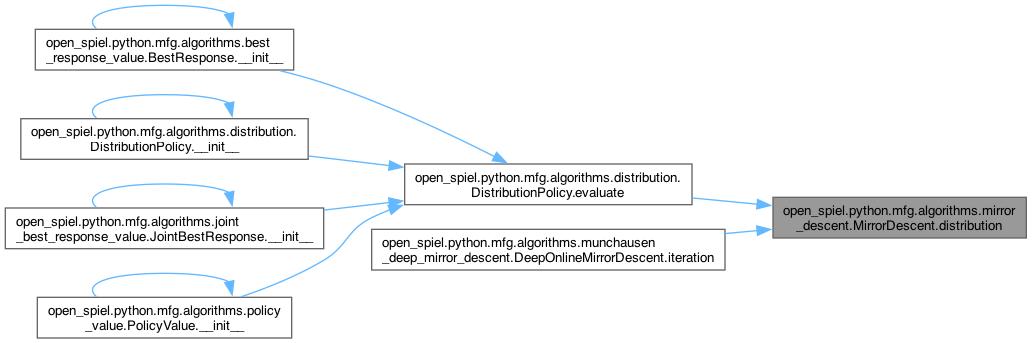 open_spiel.python.mfg.algorithms.best
_response_value.BestResponse.__init__
open_spiel.python.mfg.algorithms.distribution.
DistributionPolicy.__init__
open_spiel.python.mfg.algorithms.joint
_best_response_value.JointBestResponse.__init__
open_spiel.python.mfg.algorithms.policy
_value.PolicyValue.__init__
open_spiel.python.mfg.algorithms.distribution.
DistributionPolicy.evaluate
open_spiel.python.mfg.algorithms.munchausen
_deep_mirror_descent.DeepOnlineMirrorDescent.iteration
open_spiel.python.mfg.algorithms.mirror
_descent.MirrorDescent.distribution